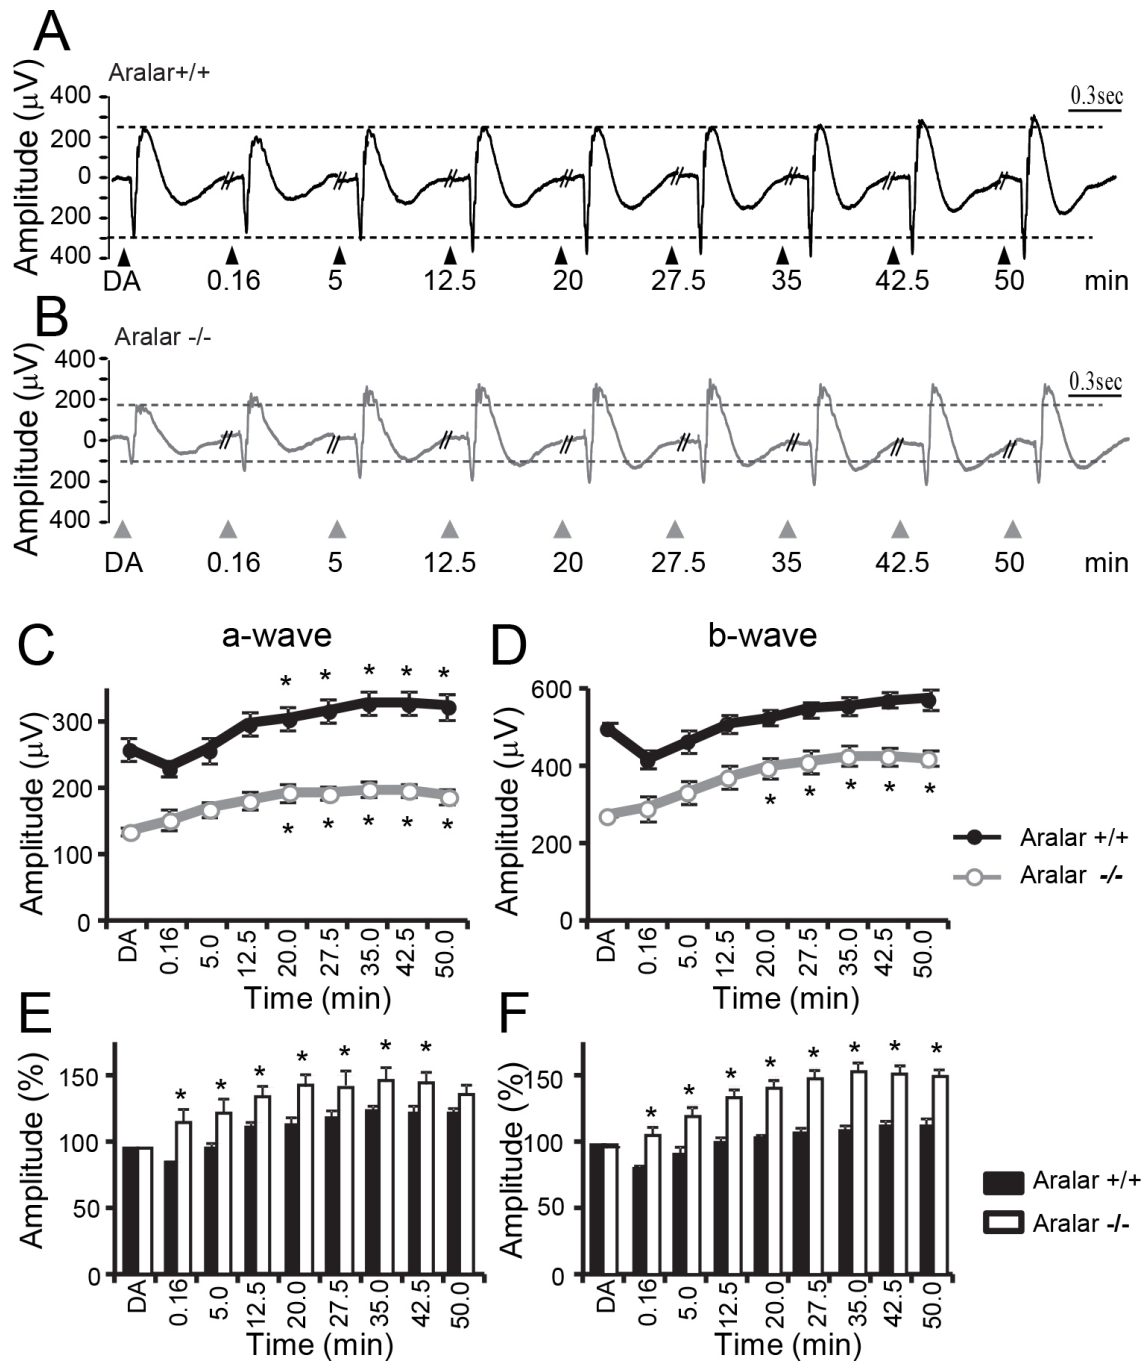 A
Aralar+/+
Amplitude (μV)
400
200
0
200
400
0.3sec
DA 0.16 5 12.5 20 27.5 35 42.5 50 min
B
Aralar -/-
Amplitude (μV)
400
200
0
200
400
0.3sec
DA 0.16 5 12.5 20 27.5 35 42.5 50 min
C
a-wave
Amplitude (μV)
300
200
100
0
* * * * *
* * * * *
DA 0.16 5.0 12.5 20.0 27.5 35.0 42.5 50.0
Time (min)
D
b-wave
Amplitude (μV)
600
400
200
0
* * * * *
DA 0.16 5.0 12.5 20.0 27.5 35.0 42.5 50.0
Time (min)
Aralar +/+
Aralar -/-
E
Amplitude (%)
150
100
50
0
* * * * * * *
DA 0.16 5.0 12.5 20.0 27.5 35.0 42.5 50.0
Time (min)
F
Amplitude (%)
150
100
50
0
* * * * * * * *
DA 0.16 5.0 12.5 20.0 27.5 35.0 42.5 50.0
Time (min)
Aralar +/+
Aralar -/-